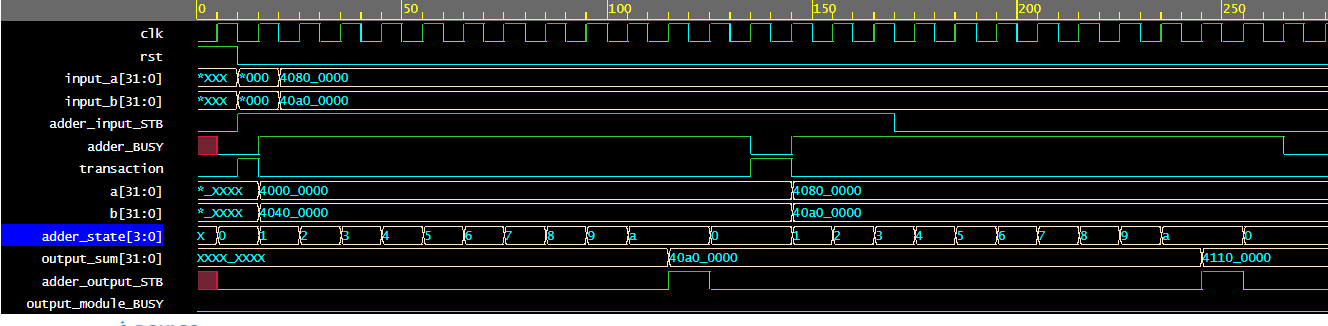 0 50 100 150 200 250
clk
rst
input_a[31:0] *XXX *000 4080_0000
input_b[31:0] *XXX *000 40a0_0000
adder_input_STB
adder_BUSY
transaction
a[31:0] *_XXXX 4000_0000 4080_0000
b[31:0] *_XXXX 4040_0000 40a0_0000
adder_state[3:0] X 0 1 2 3 4 5 6 7 8 9 a 0 1 2 3 4 5 6 7 8 9 a 0
output_sum[31:0] XXXX_XXXX 40a0_0000 4110_0000
adder_output_STB
output_module_BUSY